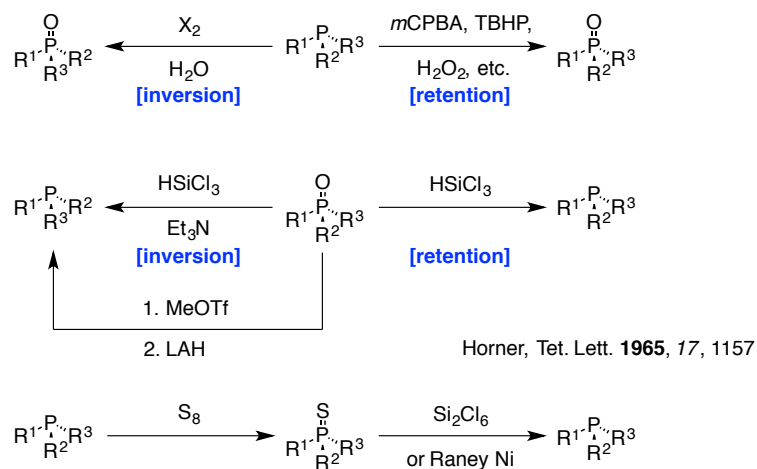 X₂
H₂O
[inversion]
mCPBA, TBHP,
H₂O₂, etc.
[retention]
O
P
R¹ R²
R³
P
R¹ R³
R²
O
P
R¹ R³
R²
HSiCl₃
Et₃N
[inversion]
HSiCl₃
[retention]
P
R¹ R²
R³
O
P
R¹ R³
R²
P
R¹ R³
R²
1. MeOTf
2. LAH
Horner, Tet. Lett. 1965, 17, 1157
S₈
Si₂Cl₆
or Raney Ni
P
R¹ R³
R²
S
P
R¹ R³
R²
P
R¹ R³
R²